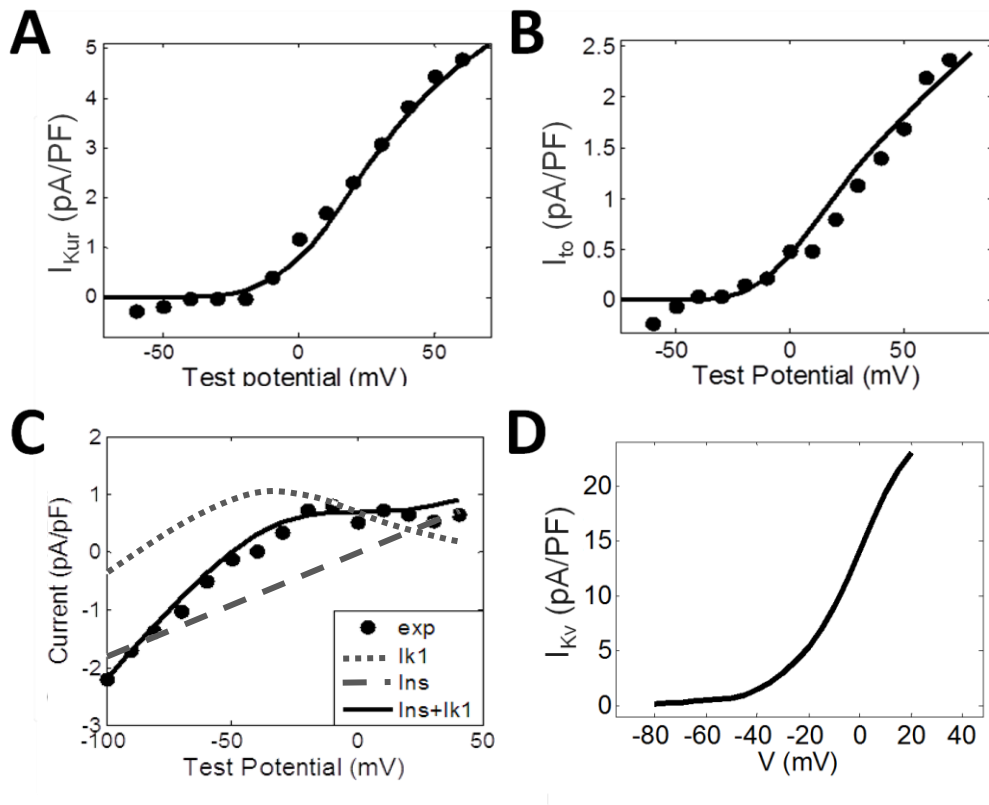 A
5
4
3
2
1
0
I_Kur (pA/PF)
-50
0
50
Test potential (mV)
B
2.5
2
1.5
1
0.5
0
I_to (pA/PF)
-50
0
50
Test Potential (mV)
C
2
1
0
-1
-2
-3
Current (pA/pF)
-100
-50
0
50
Test Potential (mV)
exp
Ik1
Ins
Ins+Ik1
D
20
15
10
5
0
I_Kv (pA/PF)
-80
-60
-40
-20
0
20
40
V (mV)